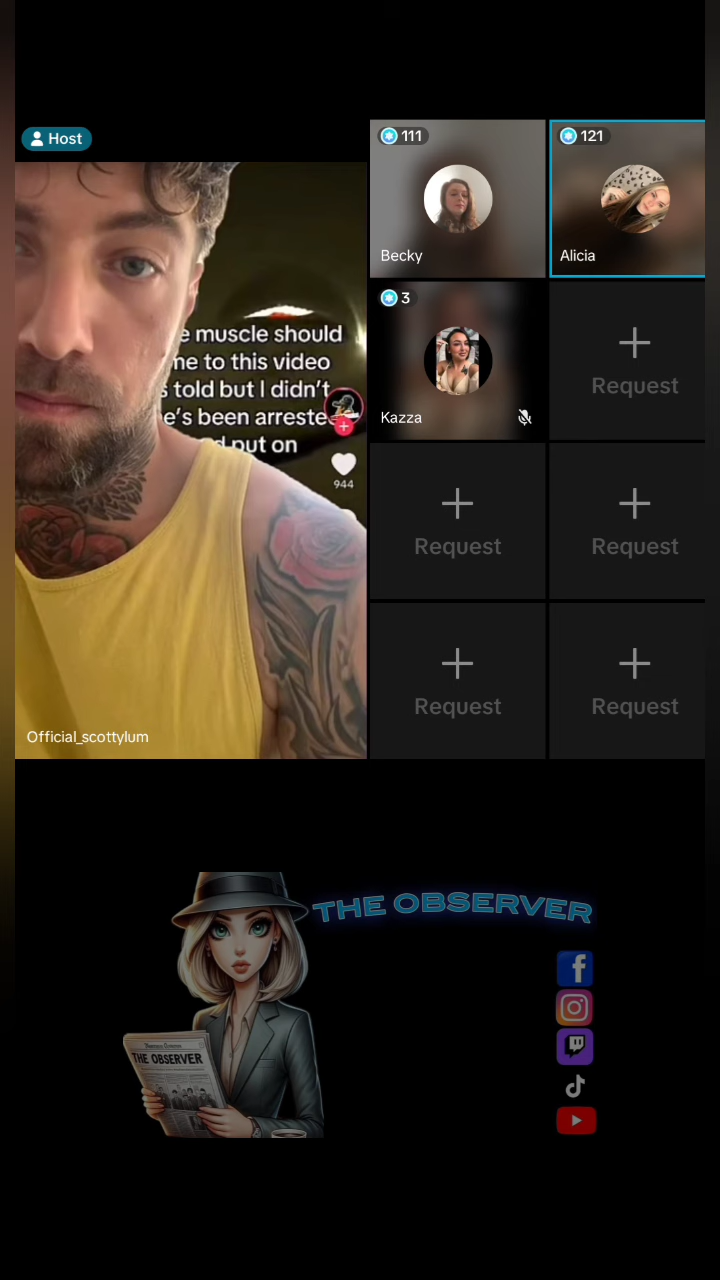 Host
111
121
Becky
Alicia
3
Kazza
Request
Request
Request
Request
Request
e muscle should
me to this video
s told but I didn't
e's been arreste
d put on
944
Official_scottylum
THE OBSERVER
THE OBSERVER